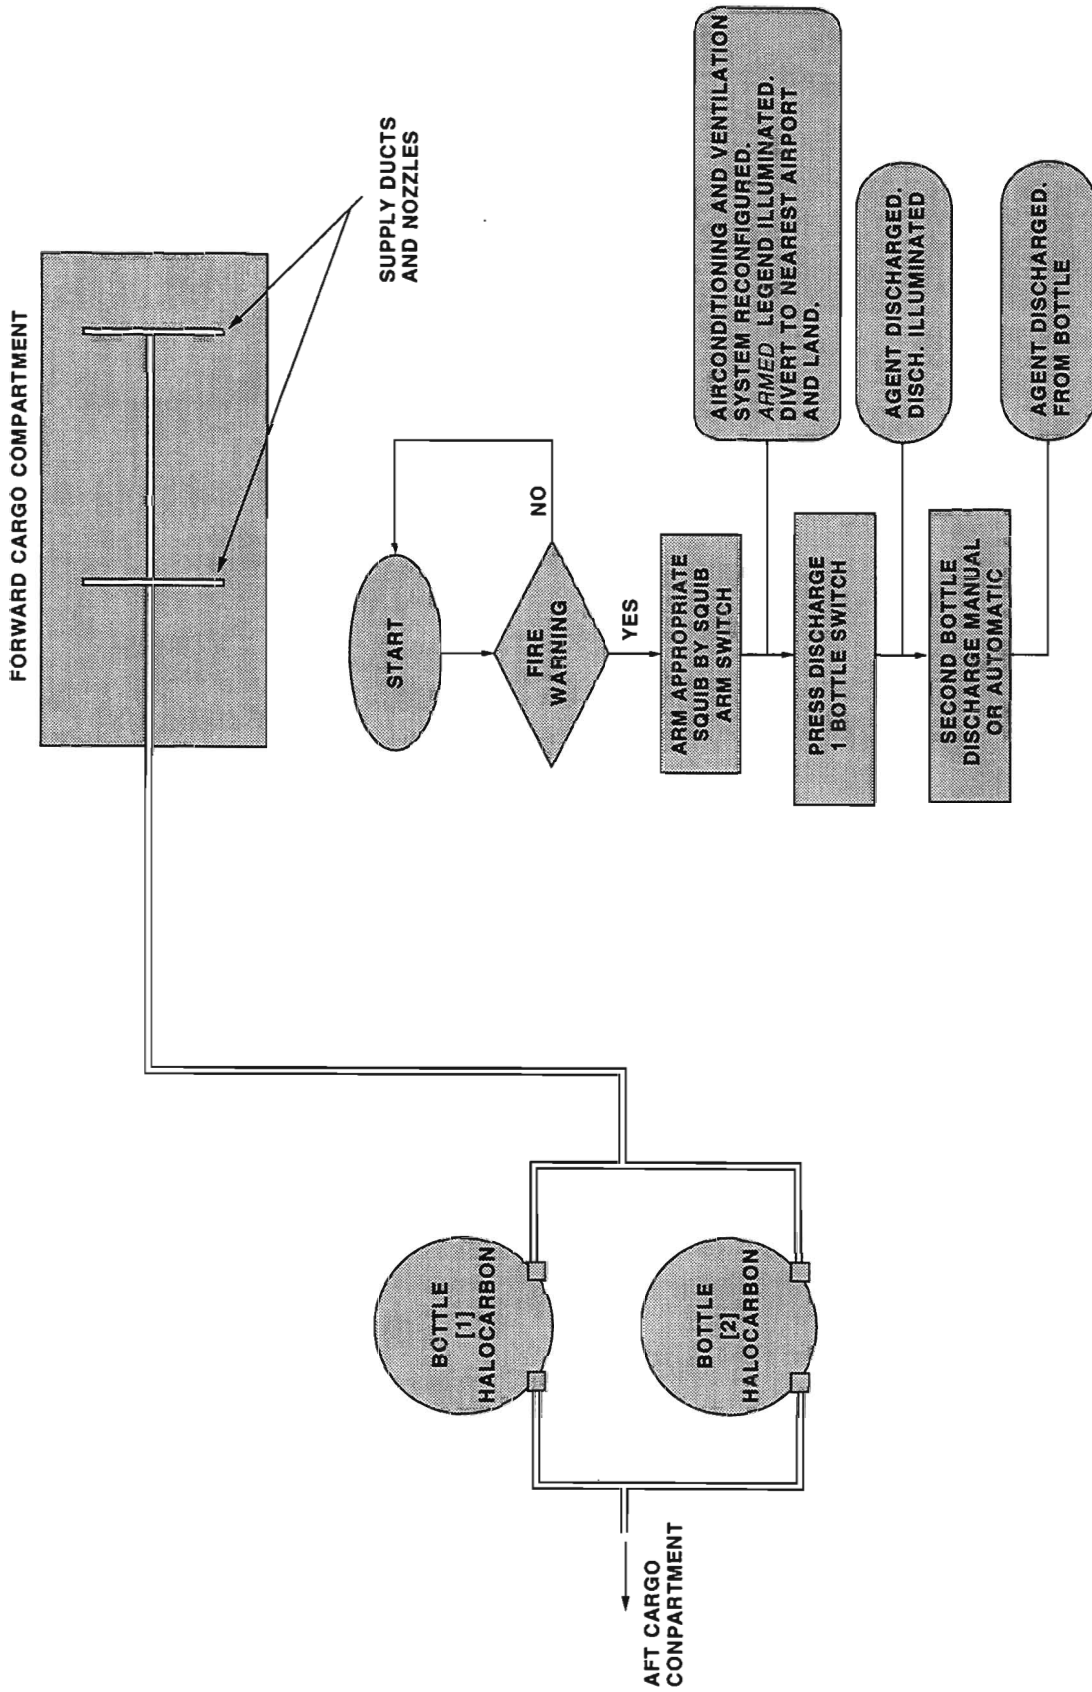 FORWARD CARGO COMPARTMENT
SUPPLY DUCTS
AND NOZZLES
BOTTLE
[1]
HALOCARBON
BOTTLE
[2]
HALOCARBON
AFT CARGO
CONPARTMENT
START
FIRE
WARNING
NO
YES
ARM APPROPRIATE
SQUIB BY SQUIB
ARM SWITCH
AIRCONDITIONING AND VENTILATION
SYSTEM RECONFIGURED.
ARMED LEGEND ILLUMINATED.
DIVERT TO NEAREST AIRPORT
AND LAND.
PRESS DISCHARGE
1 BOTTLE SWITCH
AGENT DISCHARGED.
DISCH. ILLUMINATED
SECOND BOTTLE
DISCHARGE MANUAL
OR AUTOMATIC
AGENT DISCHARGED.
FROM BOTTLE